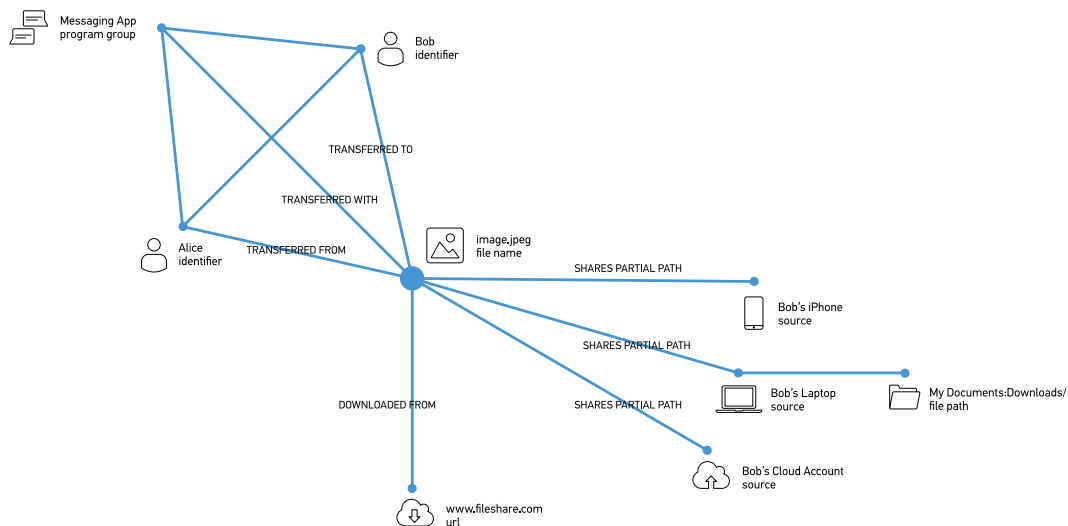 Messaging App
program group
Bob
identifier
TRANSFERRED TO
TRANSFERRED WITH
Alice
identifier
TRANSFERRED FROM
image.jpeg
file name
SHARES PARTIAL PATH
Bob's iPhone
source
SHARES PARTIAL PATH
Bob's Laptop
source
My Documents:Downloads/
file path
DOWNLOADED FROM
SHARES PARTIAL PATH
Bob's Cloud Account
source
www.fileshare.com
url